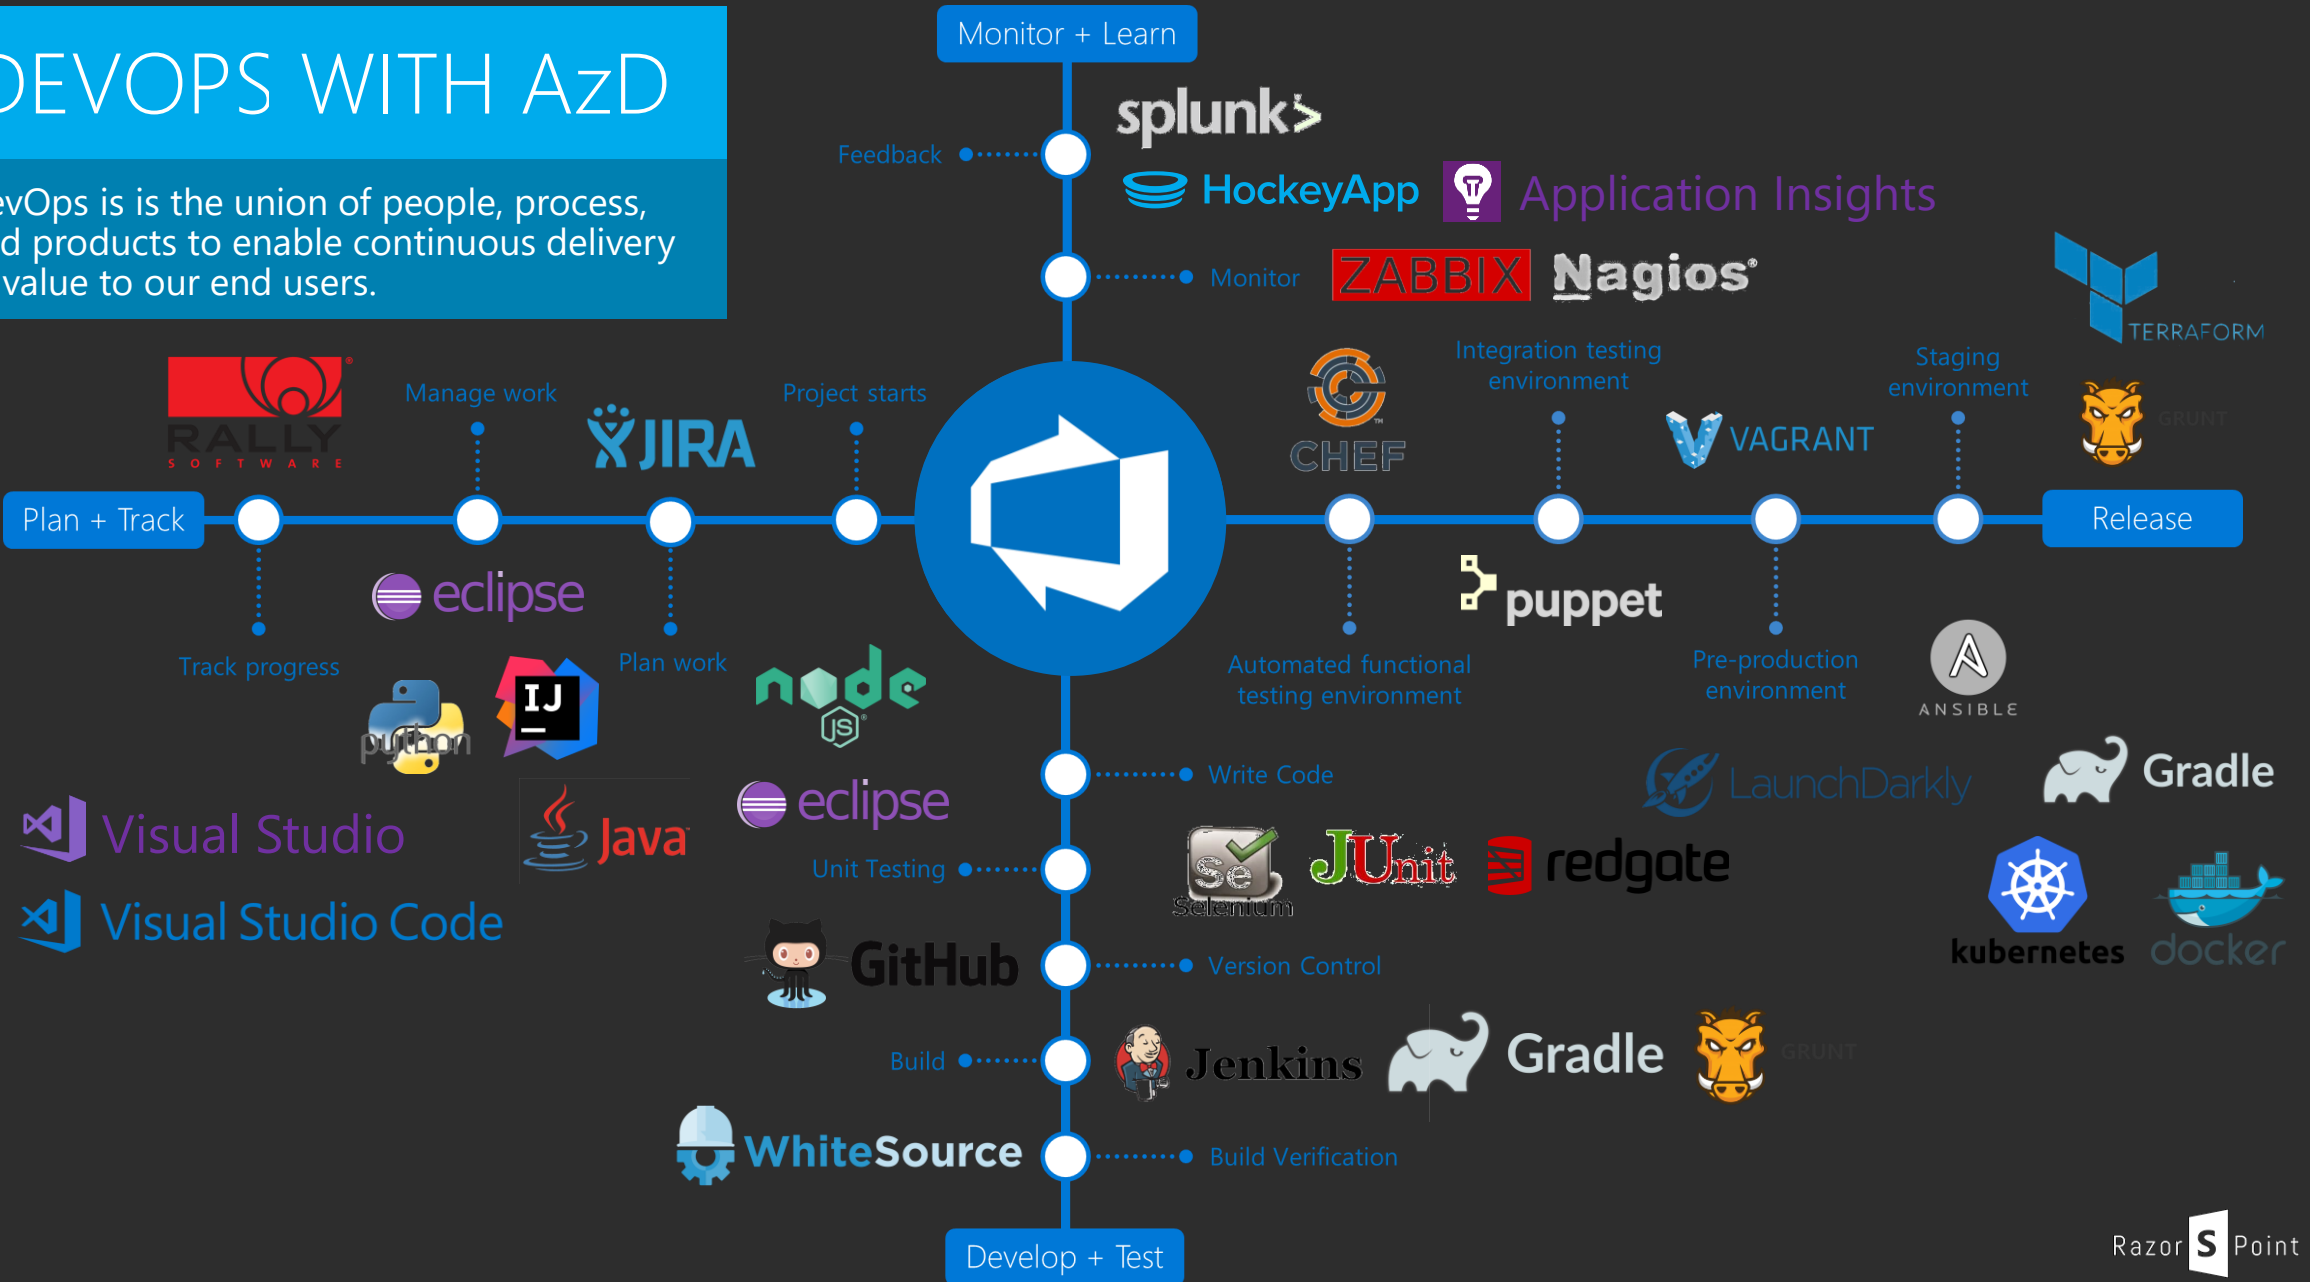 DEVOPS WITH AzD
evOps is is the union of people, process,
d products to enable continuous delivery
value to our end users.
Monitor + Learn
splunk>
Feedback
HockeyApp
Application Insights
Monitor
ZABBIX
Nagios®
TERRAFORM
RALLY®
SOFTWARE
Manage work
JIRA
Project starts
CHEF™
Integration testing
environment
VAGRANT
Staging
environment
GRUNT
Plan + Track
Release
eclipse
puppet
Track progress
Plan work
Automated functional
testing environment
Pre-production
environment
ANSIBLE
python
IJ
node
JS®
Write Code
LaunchDarkly
Gradle
Visual Studio
Java™
eclipse
Unit Testing
Se
Selenium
JUnit
redgate
kubernetes
docker
Visual Studio Code
GitHub
Version Control
Build
Jenkins
Gradle
GRUNT
WhiteSource
Build Verification
Develop + Test
Razor S Point